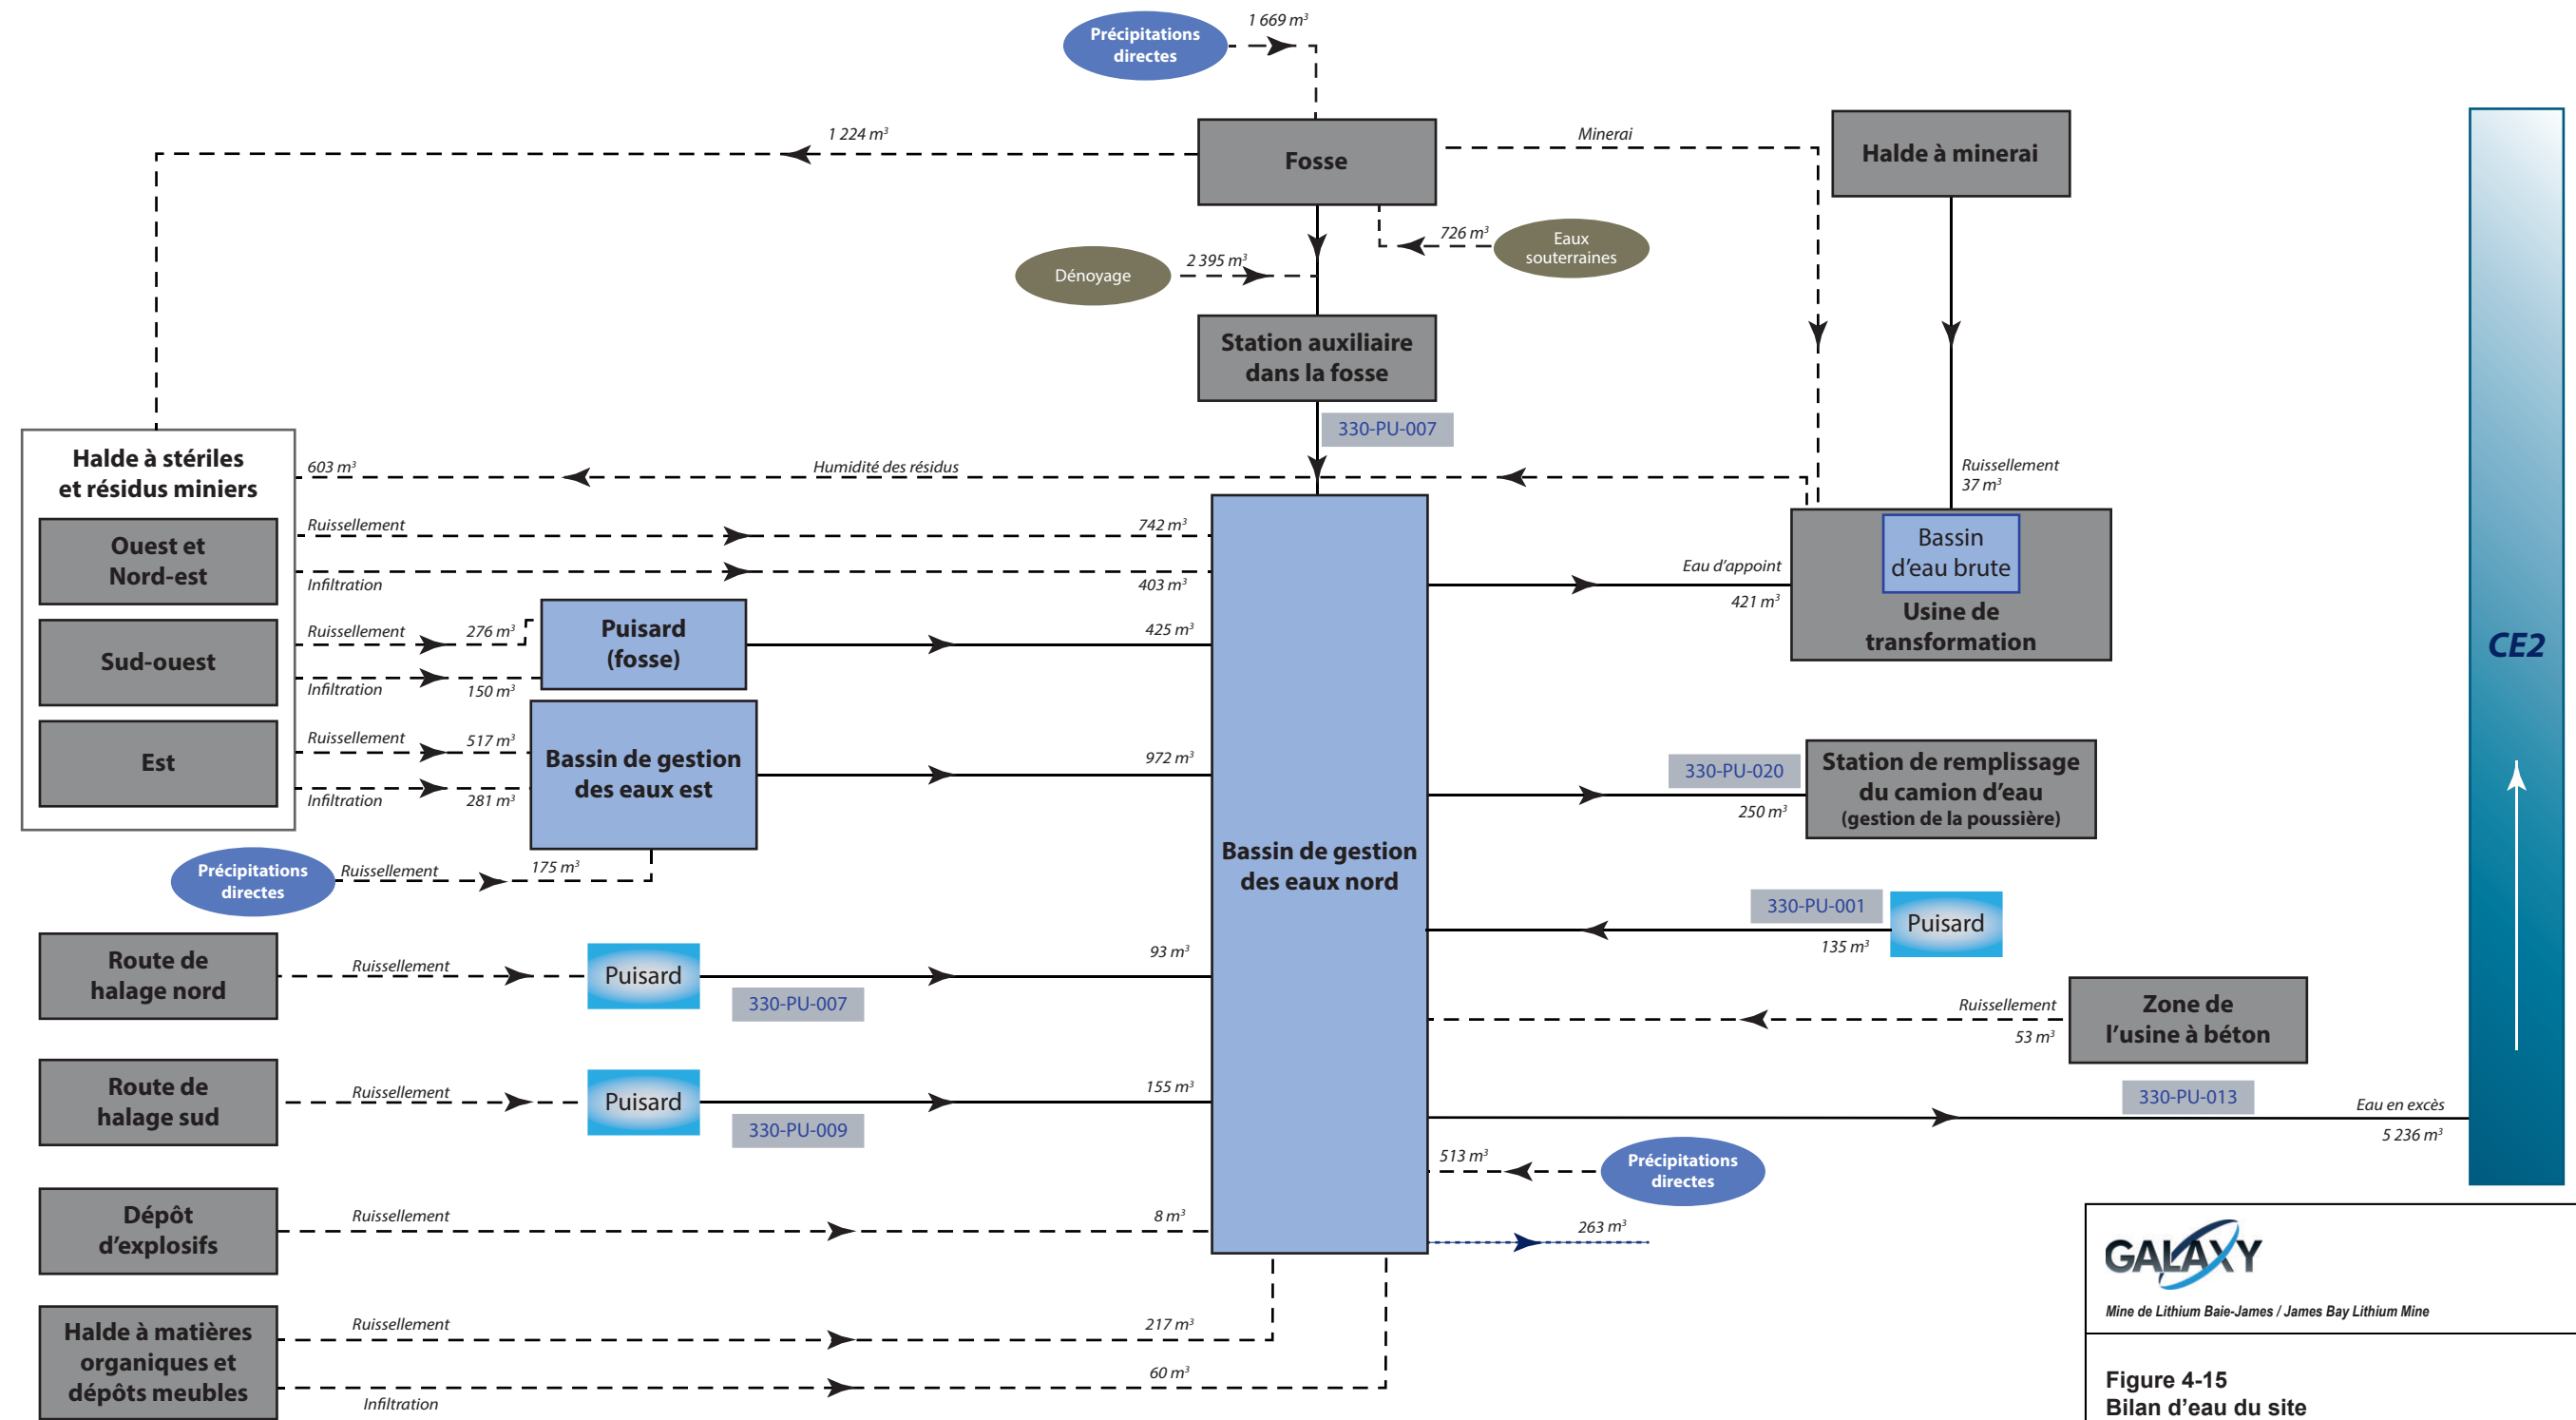 Précipitations
directes
1 669 m³
1 224 m³
Fosse
Minerai
Halde à minerai
726 m³
Eaux
souterraines
Dénoyage
2 395 m³
Station auxiliaire
dans la fosse
330-PU-007
Halde à stériles
et résidus miniers
603 m³
Humidité des résidus
Ruissellement
37 m³
Ouest et
Nord-est
Ruissellement
742 m³
Infiltration
403 m³
Bassin
d'eau brute
Usine de
transformation
Eau d'appoint
421 m³
Sud-ouest
Ruissellement
276 m³
Infiltration
150 m³
Puisard
(fosse)
425 m³
CE2
Est
Ruissellement
517 m³
Infiltration
281 m³
Bassin de gestion
des eaux est
972 m³
330-PU-020
250 m³
Station de remplissage
du camion d'eau
(gestion de la poussière)
Bassin de gestion
des eaux nord
Précipitations
directes
Ruissellement
175 m³
330-PU-001
135 m³
Puisard
Route de
halage nord
Ruissellement
Puisard
330-PU-007
93 m³
Ruissellement
53 m³
Zone de
l'usine à béton
Route de
halage sud
Ruissellement
Puisard
330-PU-009
155 m³
330-PU-013
Eau en excès
5 236 m³
513 m³
Précipitations
directes
Dépôt
d'explosifs
Ruissellement
8 m³
263 m³
Halde à matières
organiques et
dépôts meubles
Ruissellement
217 m³
Infiltration
60 m³
GALAXY
Mine de Lithium Baie-James / James Bay Lithium Mine
Figure 4-15
Bilan d'eau du site